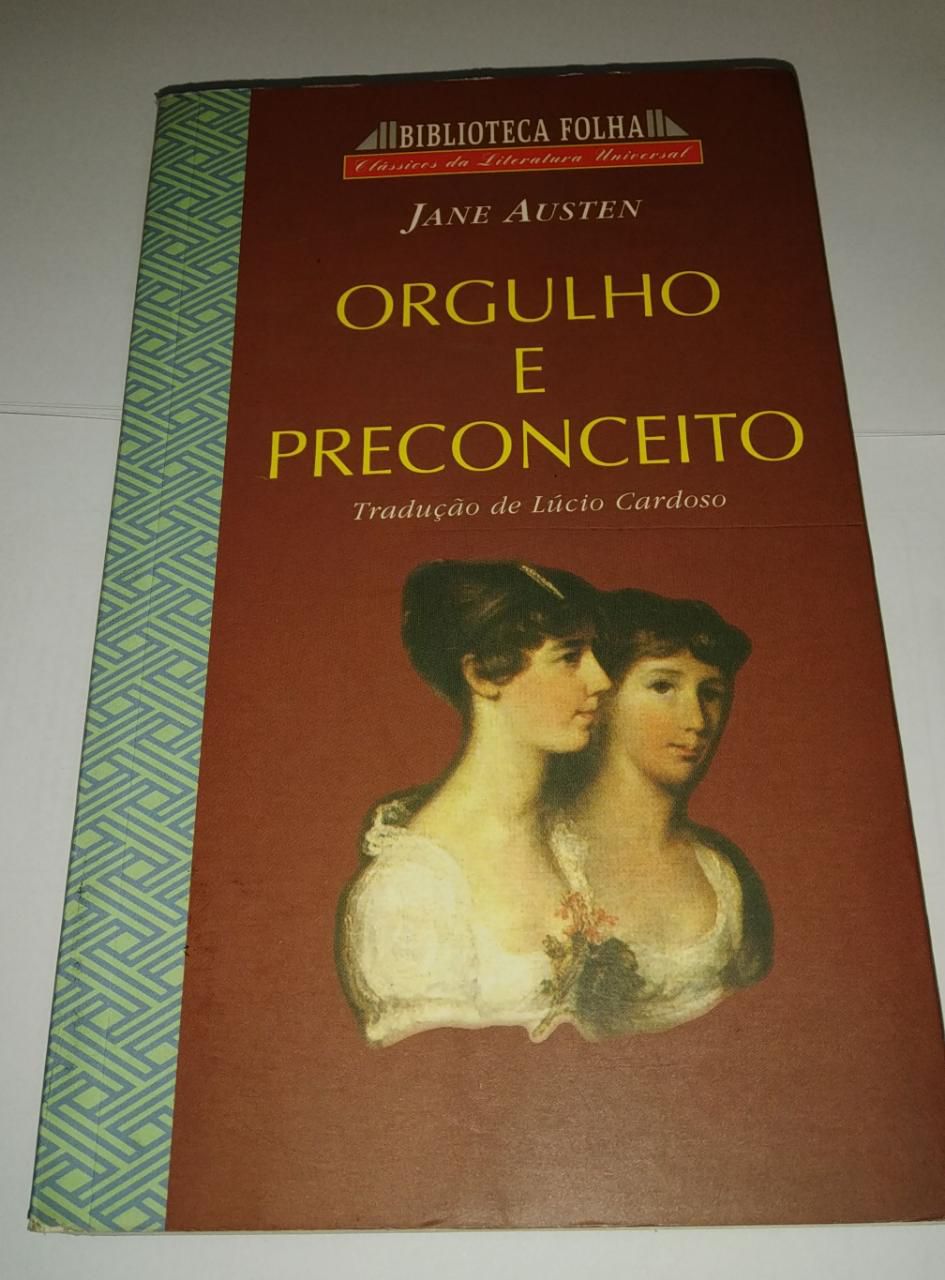 BIBLIOTECA FOLHA
Clássicos da Literatura Universal
JANE AUSTEN
ORGULHO
E
PRECONCEITO
Tradução de Lúcio Cardoso